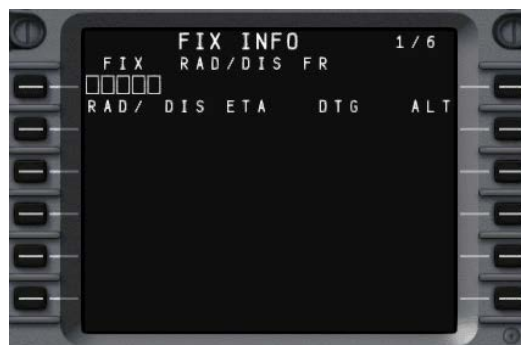 FIX INFO 1/6
FIX RAD/DIS FR
□□□□□
RAD/ DIS ETA DTG ALT